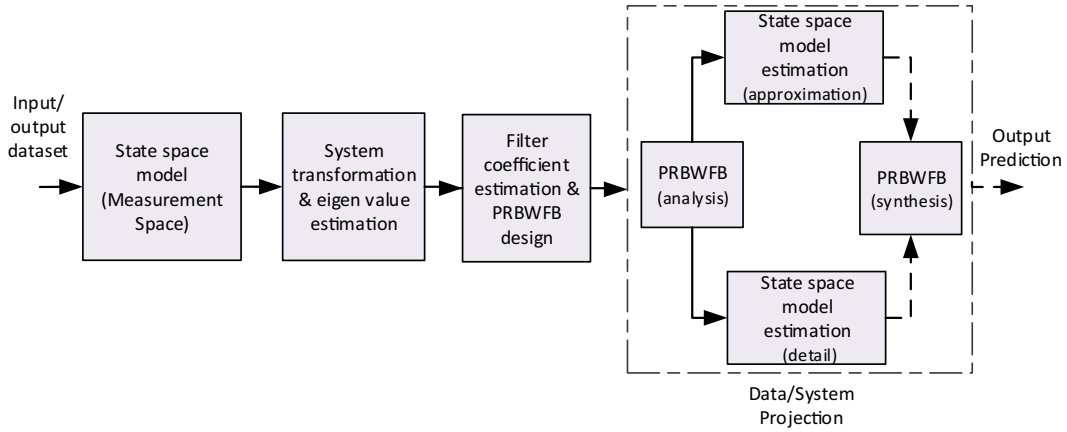 Input/
output
dataset
State space
model
(Measurement
Space)
System
transformation
& eigen value
estimation
Filter
coefficient
estimation &
PRBWFB
design
PRBWFB
(analysis)
State space
model
estimation
(approximation)
State space
model
estimation
(detail)
PRBWFB
(synthesis)
Output
Prediction
Data/System
Projection